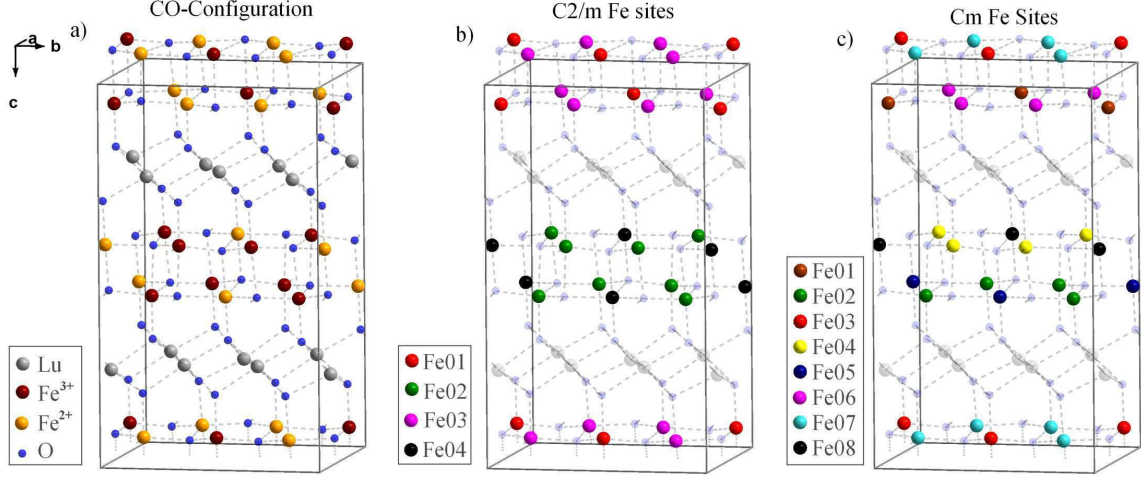 CO-Configuration
C2/m Fe sites
Cm Fe Sites
a)
b)
c)
a
b
c
Lu
Fe³⁺
Fe²⁺
O
Fe01
Fe02
Fe03
Fe04
Fe01
Fe02
Fe03
Fe04
Fe05
Fe06
Fe07
Fe08